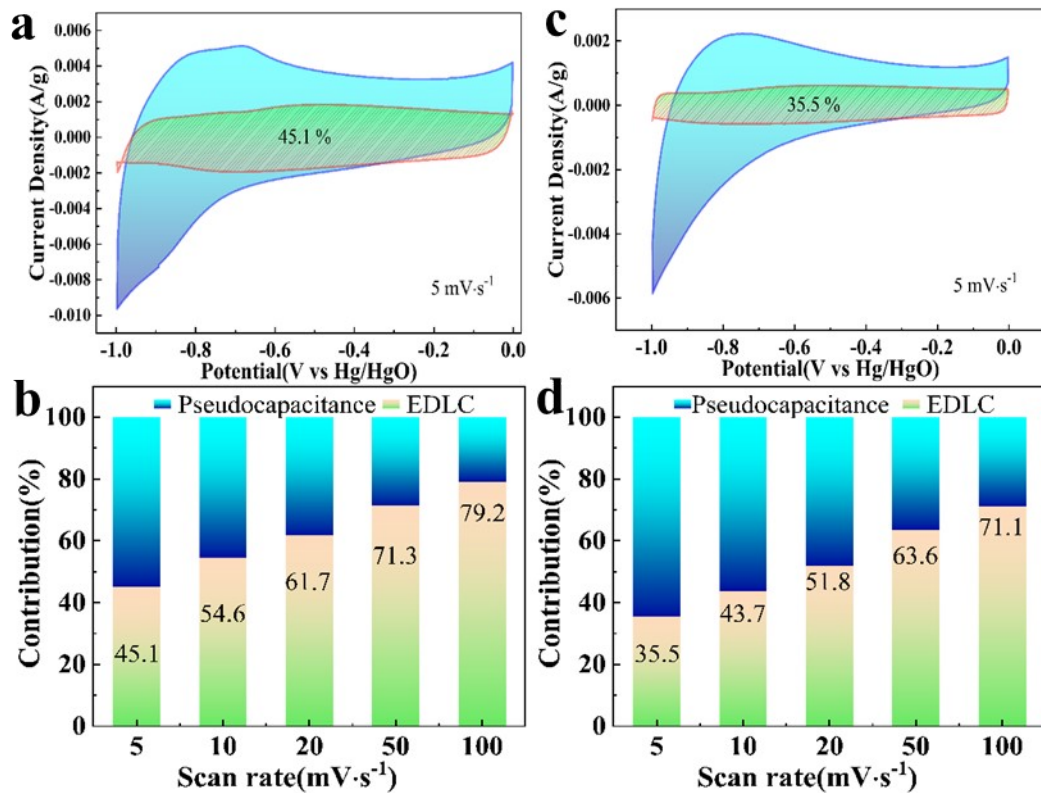 a
Current Density(A/g)
0.006
0.004
0.002
0.000
-0.002
-0.004
-0.006
-0.008
-0.010
45.1 %
5 mV·s⁻¹
-1.0 -0.8 -0.6 -0.4 -0.2 0.0
Potential(V vs Hg/HgO)
c
Current Density(A/g)
0.002
0.000
-0.002
-0.004
-0.006
35.5 %
5 mV·s⁻¹
-1.0 -0.8 -0.6 -0.4 -0.2 0.0
Potential(V vs Hg/HgO)
b
Pseudocapacitance EDLC
Contribution(%)
100
80
60
40
20
0
45.1
54.6
61.7
71.3
79.2
5 10 20 50 100
Scan rate(mV·s⁻¹)
d
Pseudocapacitance EDLC
Contribution(%)
100
80
60
40
20
0
35.5
43.7
51.8
63.6
71.1
5 10 20 50 100
Scan rate(mV·s⁻¹)